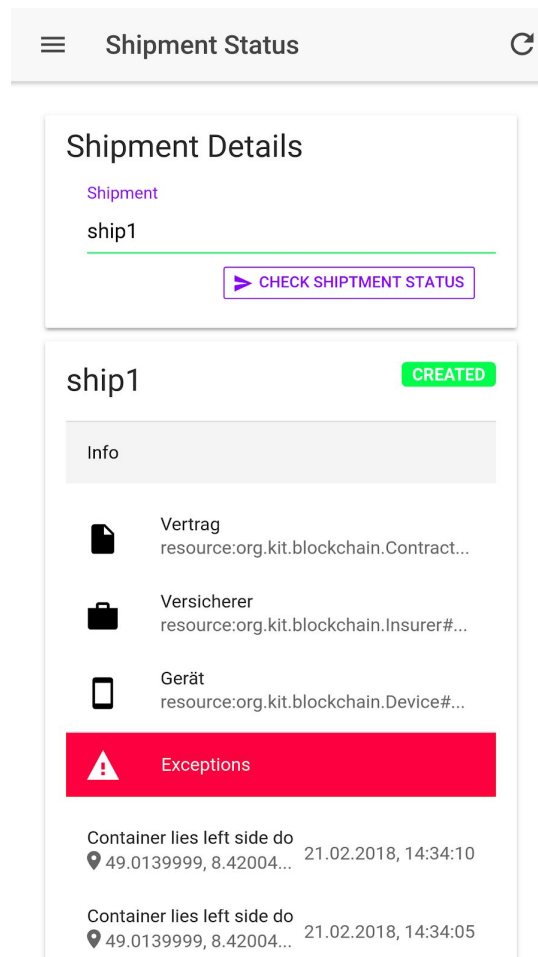 Shipment Status
Shipment Details
Shipment
ship1
CHECK SHIPTMENT STATUS
ship1
CREATED
Info
Vertrag
resource:org.kit.blockchain.Contract...
Versicherer
resource:org.kit.blockchain.Insurer#...
Gerät
resource:org.kit.blockchain.Device#...
Exceptions
Container lies left side do
49.0139999, 8.42004... 21.02.2018, 14:34:10
Container lies left side do
49.0139999, 8.42004... 21.02.2018, 14:34:05